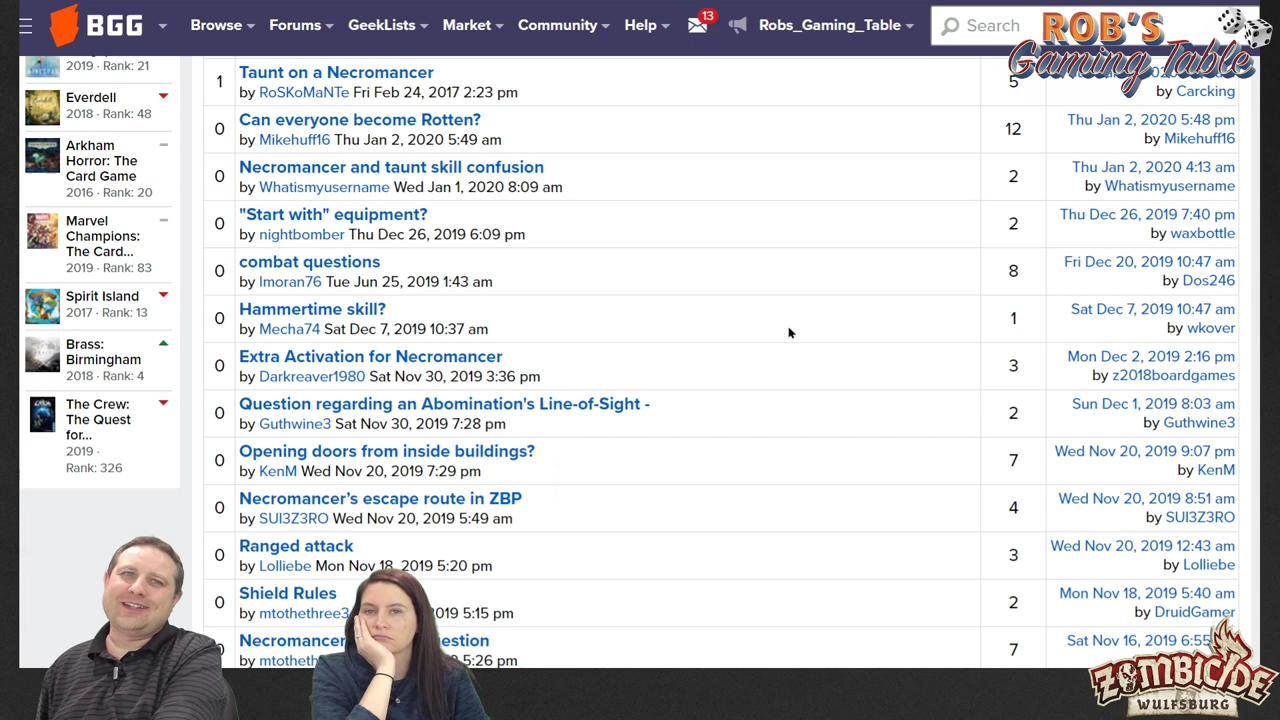 BGG
Browse
Forums
GeekLists
Market
Community
Help
13
Robs_Gaming_Table
Search
ROB'S
Gaming Table
2019 · Rank: 21
Everdell
2018 · Rank: 48
Arkham
Horror: The
Card Game
2016 · Rank: 20
Marvel
Champions:
The Card...
2019 · Rank: 83
Spirit Island
2017 · Rank: 13
Brass:
Birmingham
2018 · Rank: 4
The Crew:
The Quest
for...
2019 ·
Rank: 326
1 Taunt on a Necromancer 5
by RoSKoMaNTe Fri Feb 24, 2017 2:23 pm by Carcking
0 Can everyone become Rotten? 12 Thu Jan 2, 2020 5:48 pm
by Mikehuff16 Thu Jan 2, 2020 5:49 am by Mikehuff16
0 Necromancer and taunt skill confusion 2 Thu Jan 2, 2020 4:13 am
by Whatismyusername Wed Jan 1, 2020 8:09 am by Whatismyusername
0 "Start with" equipment? 2 Thu Dec 26, 2019 7:40 pm
by nightbomber Thu Dec 26, 2019 6:09 pm by waxbottle
0 combat questions 8 Fri Dec 20, 2019 10:47 am
by lmoran76 Tue Jun 25, 2019 1:43 am by Dos246
0 Hammertime skill? 1 Sat Dec 7, 2019 10:47 am
by Mecha74 Sat Dec 7, 2019 10:37 am by wkover
0 Extra Activation for Necromancer 3 Mon Dec 2, 2019 2:16 pm
by Darkreaver1980 Sat Nov 30, 2019 3:36 pm by z2018boardgames
0 Question regarding an Abomination's Line-of-Sight - 2 Sun Dec 1, 2019 8:03 am
by Guthwine3 Sat Nov 30, 2019 7:28 pm by Guthwine3
0 Opening doors from inside buildings? 7 Wed Nov 20, 2019 9:07 pm
by KenM Wed Nov 20, 2019 7:29 pm by KenM
0 Necromancer's escape route in ZBP 4 Wed Nov 20, 2019 8:51 am
by SUI3Z3RO Wed Nov 20, 2019 5:49 am by SUI3Z3RO
0 Ranged attack 3 Wed Nov 20, 2019 12:43 am
by Lolliebe Mon Nov 18, 2019 5:20 pm by Lolliebe
0 Shield Rules 2 Mon Nov 18, 2019 5:40 am
by mtothethree3 2019 5:15 pm by DruidGamer
Necromancer 7 Sat Nov 16, 2019 6:55
by 5:26 pm
ZOMBICIDE
WULFSBURG